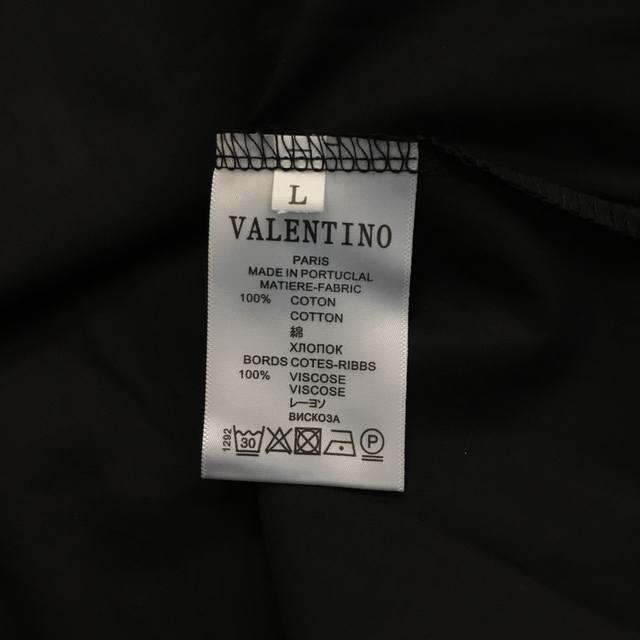 L
VALENTINO
PARIS
MADE IN PORTUCLAL
MATIERE-FABRIC
100% COTON
COTTON
綿
ХЛОПОК
BORDS COTES-RIBBS
100% VISCOSE
VISCOSE
レーヨソ
ВИСКОЗА
1292 30 P